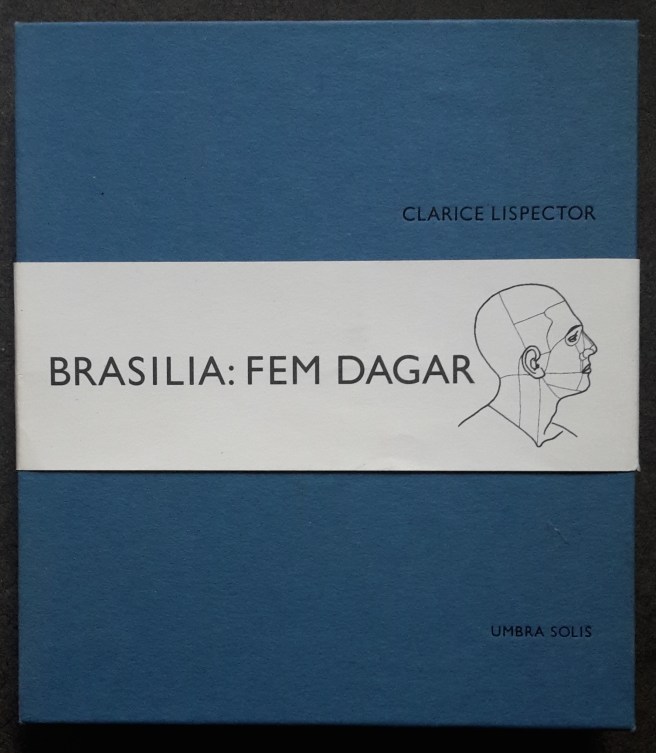 CLARICE LISPECTOR
BRASILIA: FEM DAGAR
UMBRA SOLIS